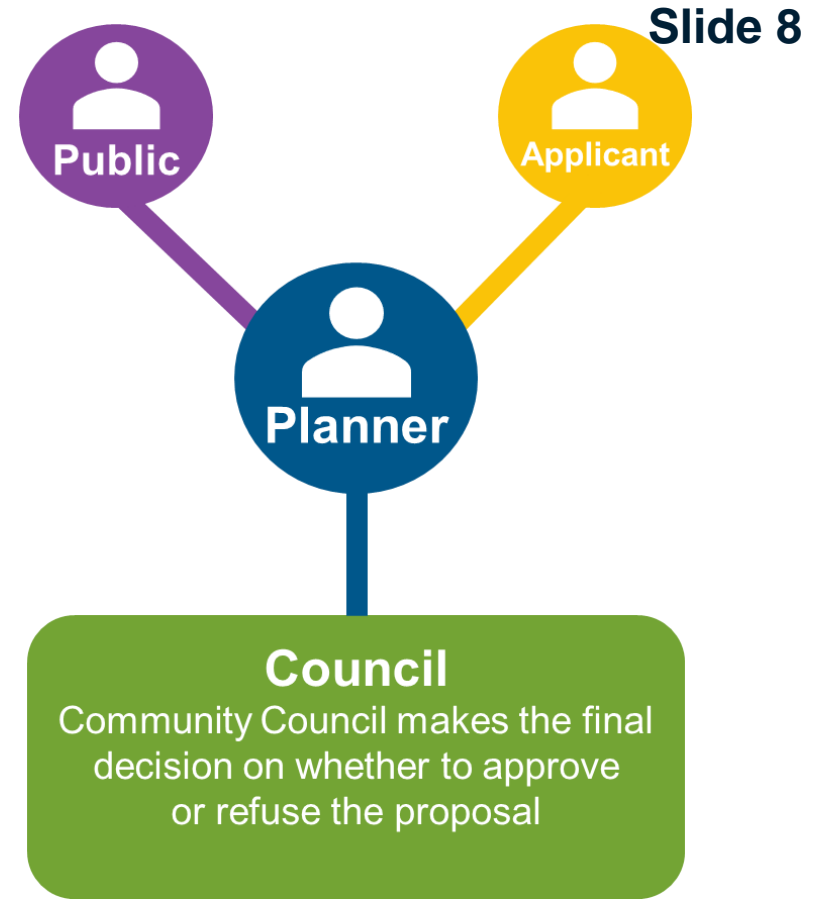 Slide 8
Public
Applicant
Planner
Council
Community Council makes the final
decision on whether to approve
or refuse the proposal